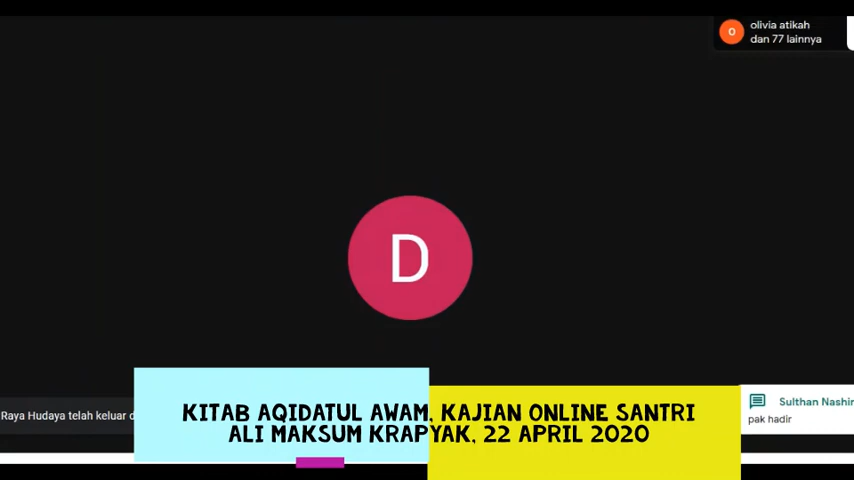 O
olivia atikah
dan 77 lainnya
D
Raya Hudaya telah keluar d
Sulthan Nashir
pak hadir
KITAB AQIDATUL AWAM, KAJIAN ONLINE SANTRI
ALI MAKSUM KRAPYAK, 22 APRIL 2020